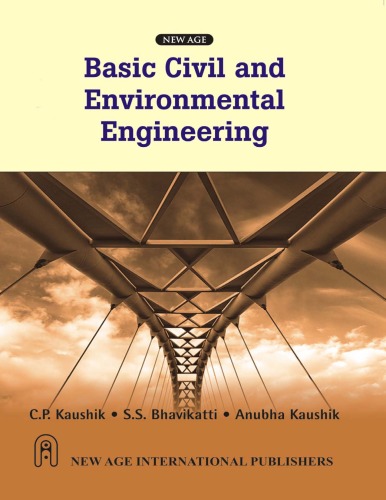 NEW AGE
Basic Civil and
Environmental
Engineering
C.P. Kaushik • S.S. Bhavikatti • Anubha Kaushik
NEW AGE INTERNATIONAL PUBLISHERS